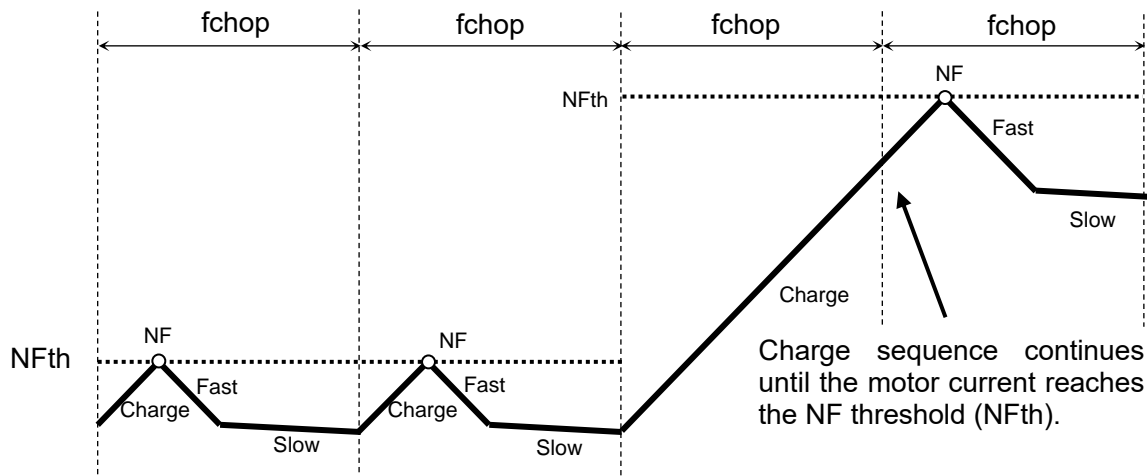 fchop fchop fchop fchop
NF
NFth
Fast
Slow
Charge
NF NF
NFth
Fast Fast
Charge Charge
Slow Slow
Charge sequence continues
until the motor current reaches
the NF threshold (NFth).